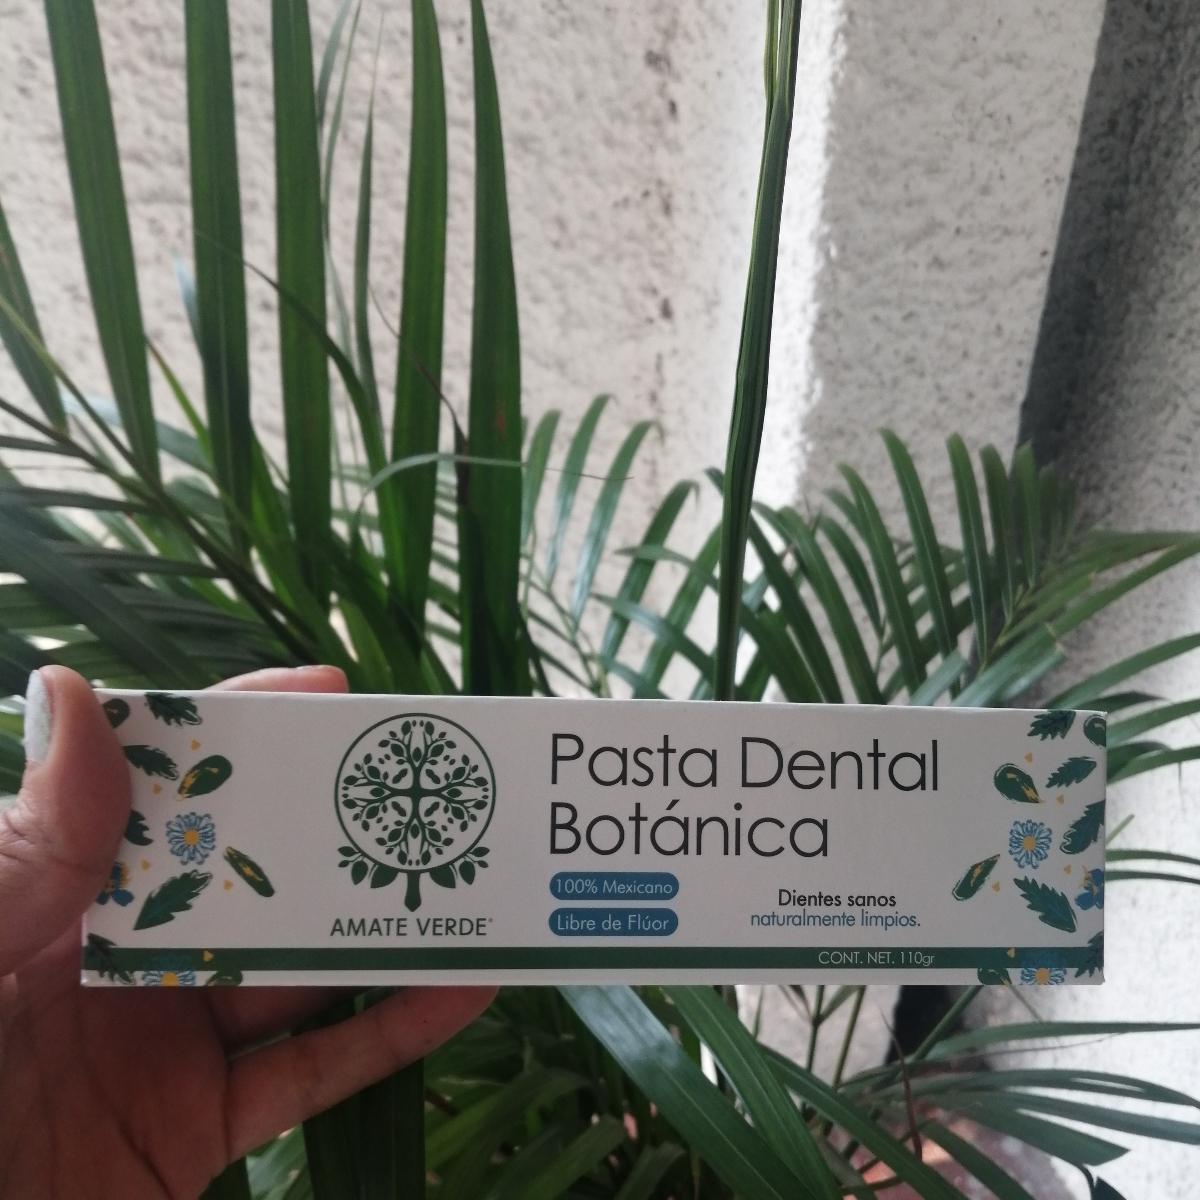 Pasta Dental
Botánica
100% Mexicano
Libre de Flúor
Dientes sanos
naturalmente limpios.
AMATE VERDE®
CONT. NET. 110gr